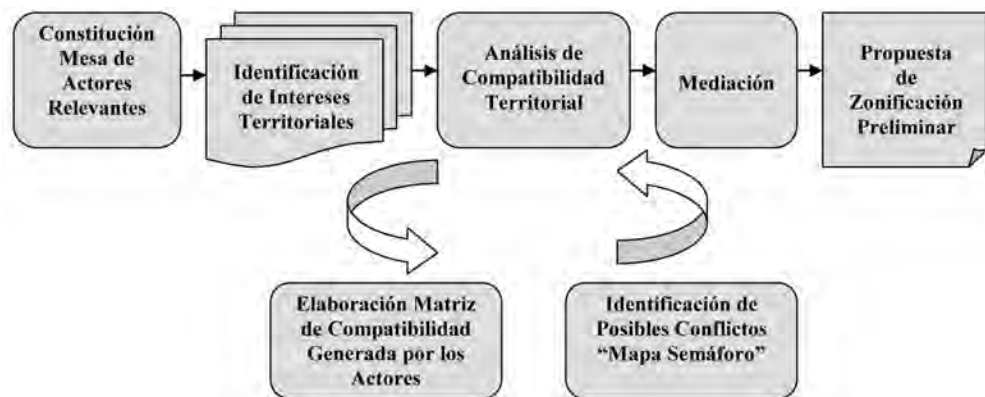 Constitución
Mesa de
Actores
Relevantes
Identificación
de Intereses
Territoriales
Análisis de
Compatibilidad
Territorial
Mediación
Propuesta
de
Zonificación
Preliminar
Elaboración Matriz
de Compatibilidad
Generada por los
Actores
Identificación de
Posibles Conflictos
“Mapa Semáforo”